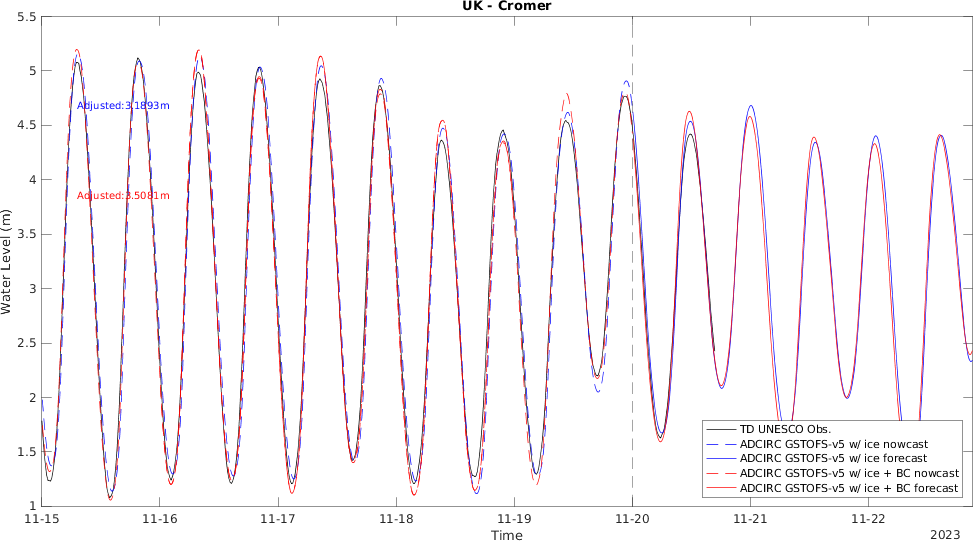 UK - Cromer
5.5
5
4.5
4
3.5
3
2.5
2
1.5
1
Water Level (m)
Adjusted:3.1893m
Adjusted:3.5081m
TD UNESCO Obs.
ADCIRC GSTOFS-v5 w/ ice nowcast
ADCIRC GSTOFS-v5 w/ ice forecast
ADCIRC GSTOFS-v5 w/ ice + BC nowcast
ADCIRC GSTOFS-v5 w/ ice + BC forecast
11-15 11-16 11-17 11-18 11-19 11-20 11-21 11-22
Time
2023